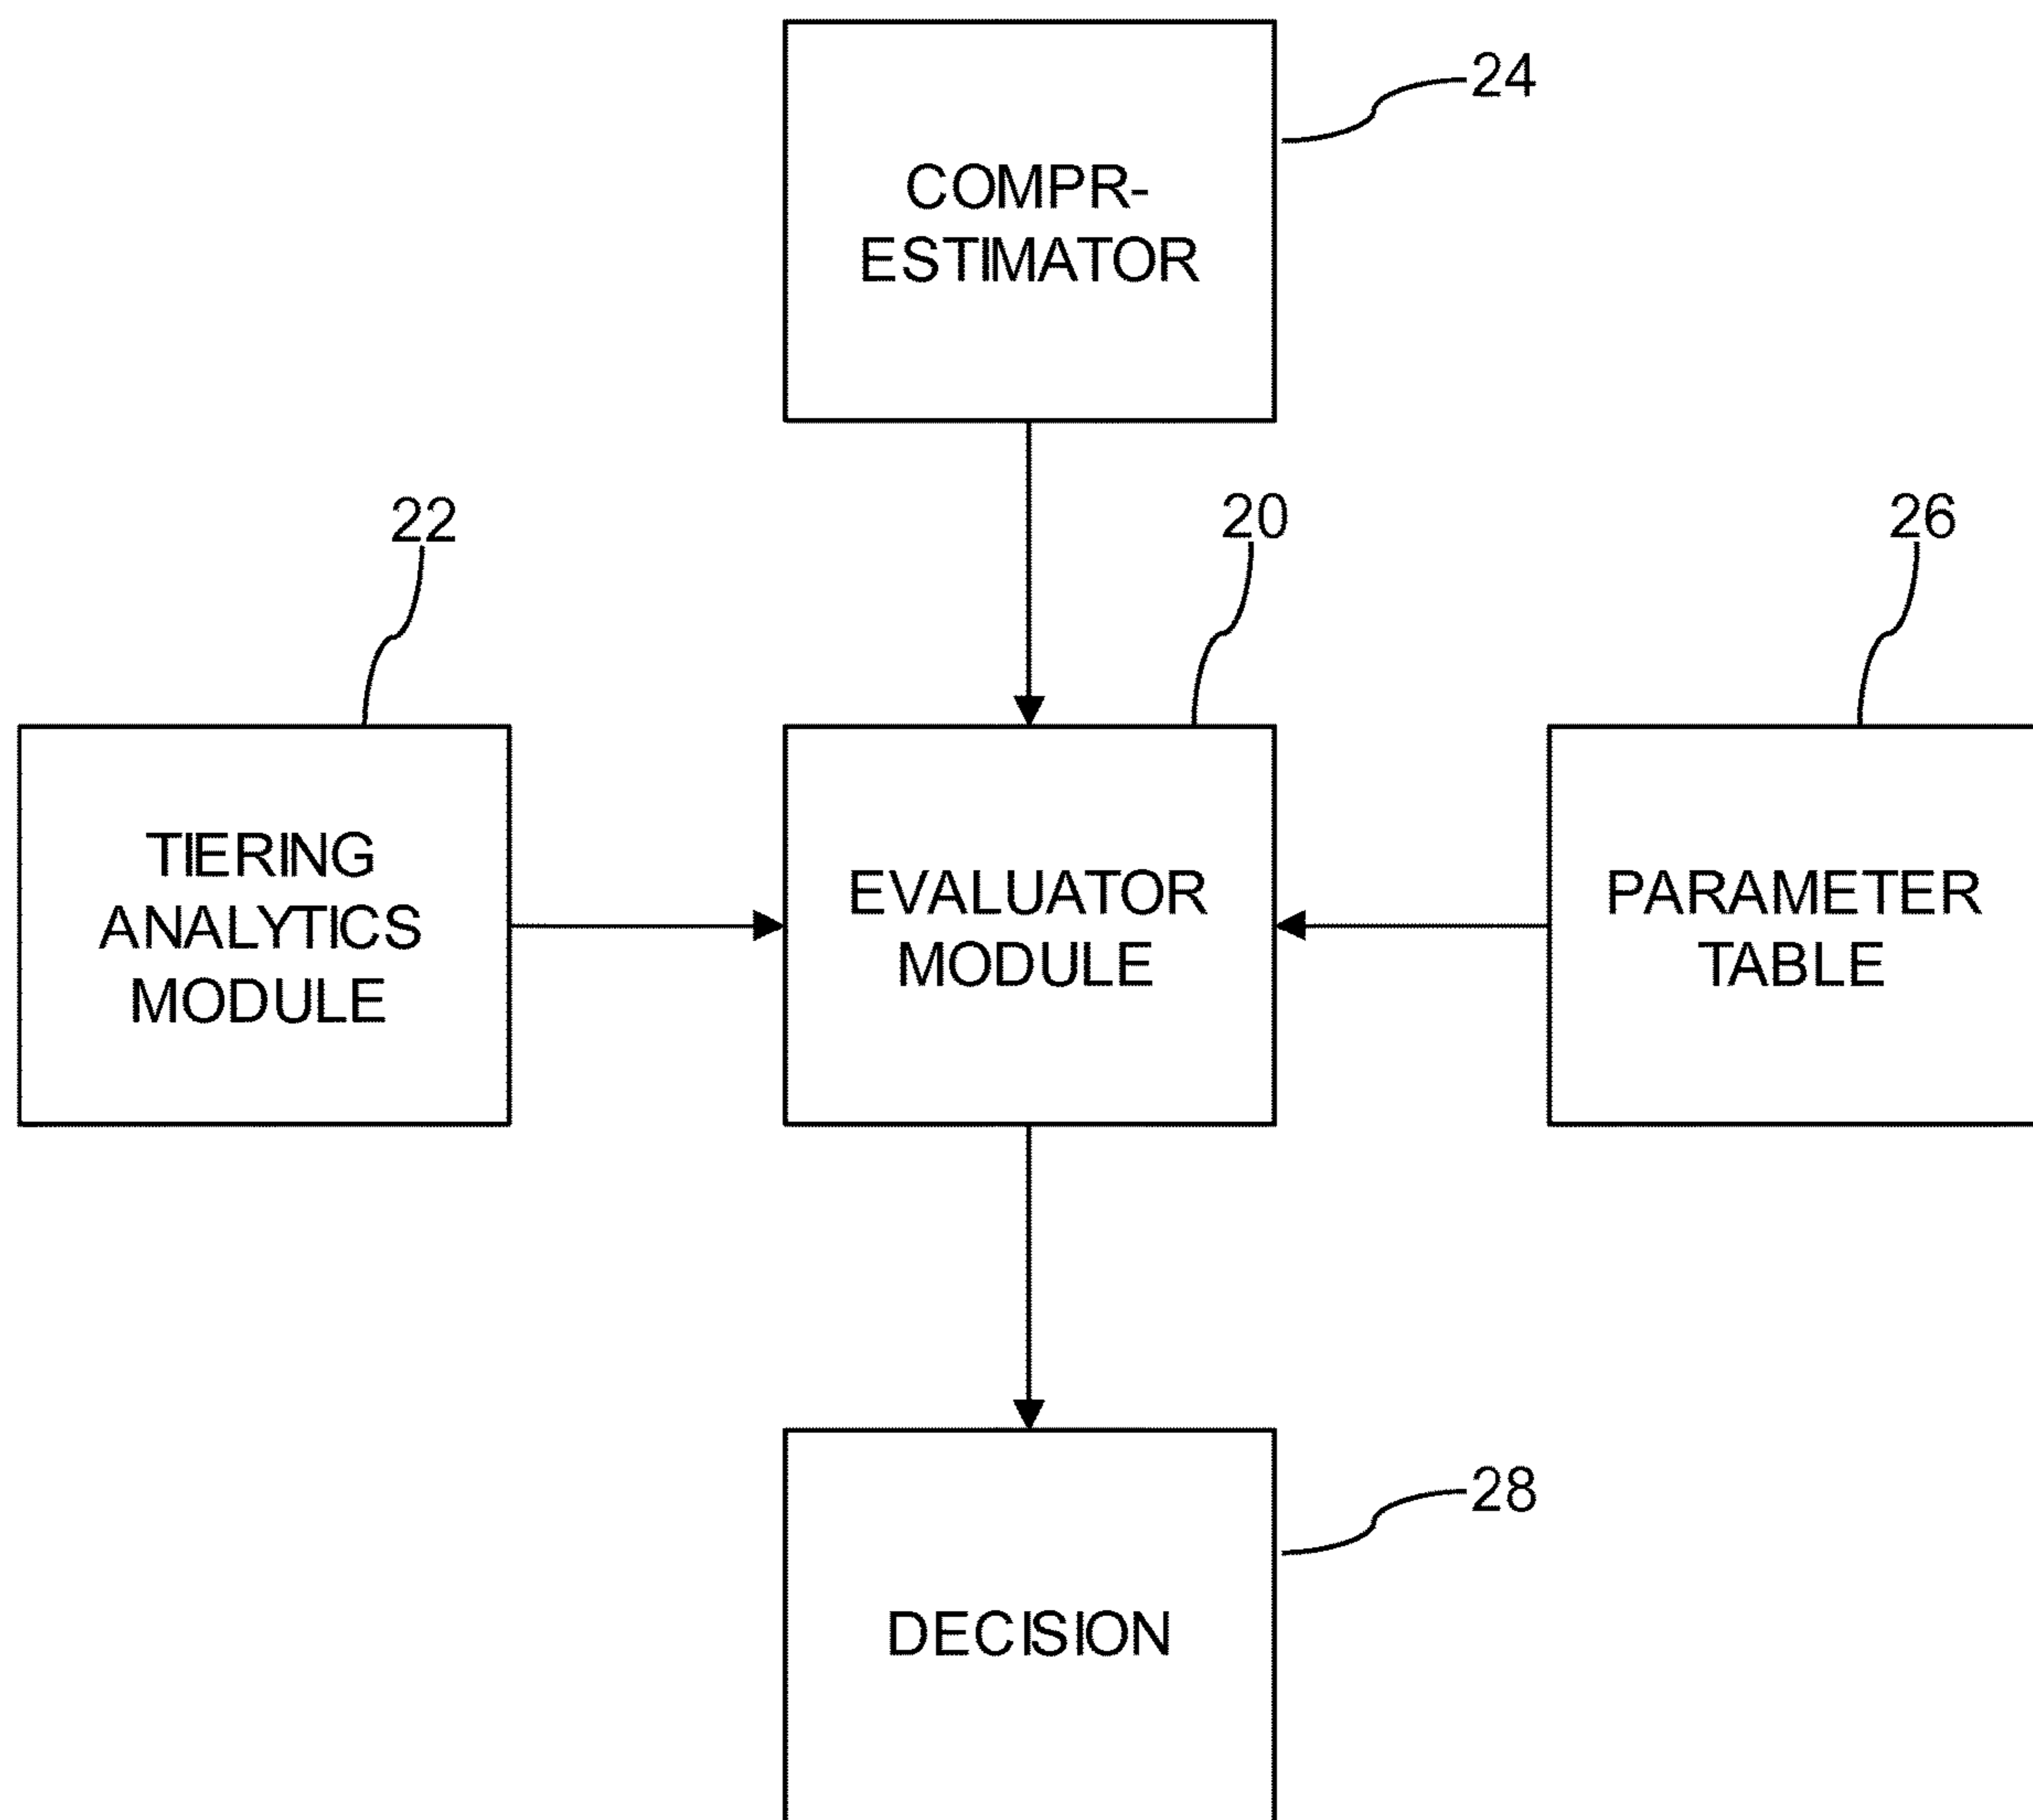 24
COMPR-
ESTIMATOR
22
20
26
TIERING
ANALYTICS
MODULE
EVALUATOR
MODULE
PARAMETER
TABLE
28
DECISION